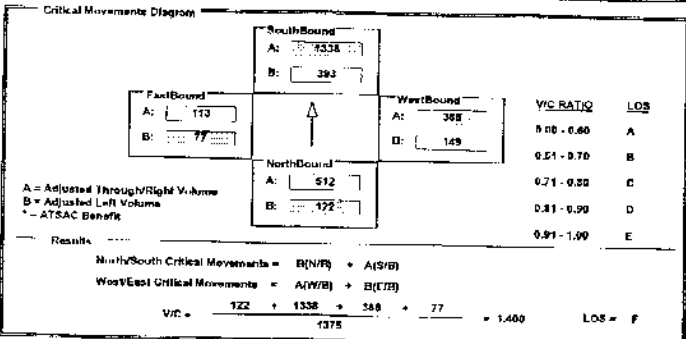 Critical Movements Diagram
SouthBound
A: 1338
B: 393
EastBound
A: 113
B: 77
WestBound
A: 388
B: 149
NorthBound
A: 512
B: 122
V/C RATIO LOS
0.00 - 0.60 A
0.61 - 0.70 B
0.71 - 0.80 C
0.81 - 0.90 D
0.91 - 1.00 E
A = Adjusted Through/Right Volume
B = Adjusted Left Volume
* = ATSAC Benefit
Results
North/South Critical Movements = B(N/B) + A(S/B)
West/East Critical Movements = A(W/B) + B(E/B)
V/C = 122 + 1338 + 388 + 77 = 1.400 LOS = F
1375